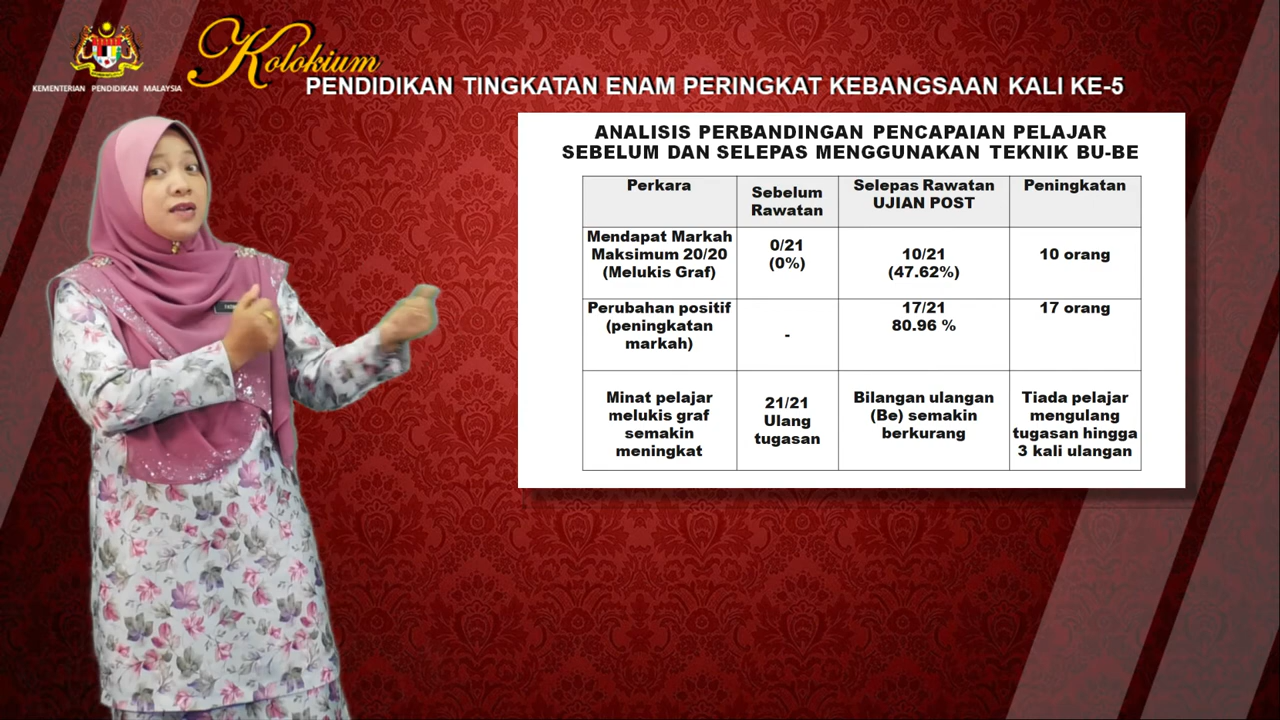 KEMENTERIAN PENDIDIKAN MALAYSIA
Kolokium
PENDIDIKAN TINGKATAN ENAM PERINGKAT KEBANGSAAN KALI KE-5
ANALISIS PERBANDINGAN PENCAPAIAN PELAJAR
SEBELUM DAN SELEPAS MENGGUNAKAN TEKNIK BU-BE
Perkara
Sebelum
Rawatan
Selepas Rawatan
UJIAN POST
Peningkatan
Mendapat Markah
Maksimum 20/20
(Melukis Graf)
0/21
(0%)
10/21
(47.62%)
10 orang
Perubahan positif
(peningkatan
markah)
-
17/21
80.96 %
17 orang
Minat pelajar
melukis graf
semakin
meningkat
21/21
Ulang
tugasan
Bilangan ulangan
(Be) semakin
berkurang
Tiada pelajar
mengulang
tugasan hingga
3 kali ulangan